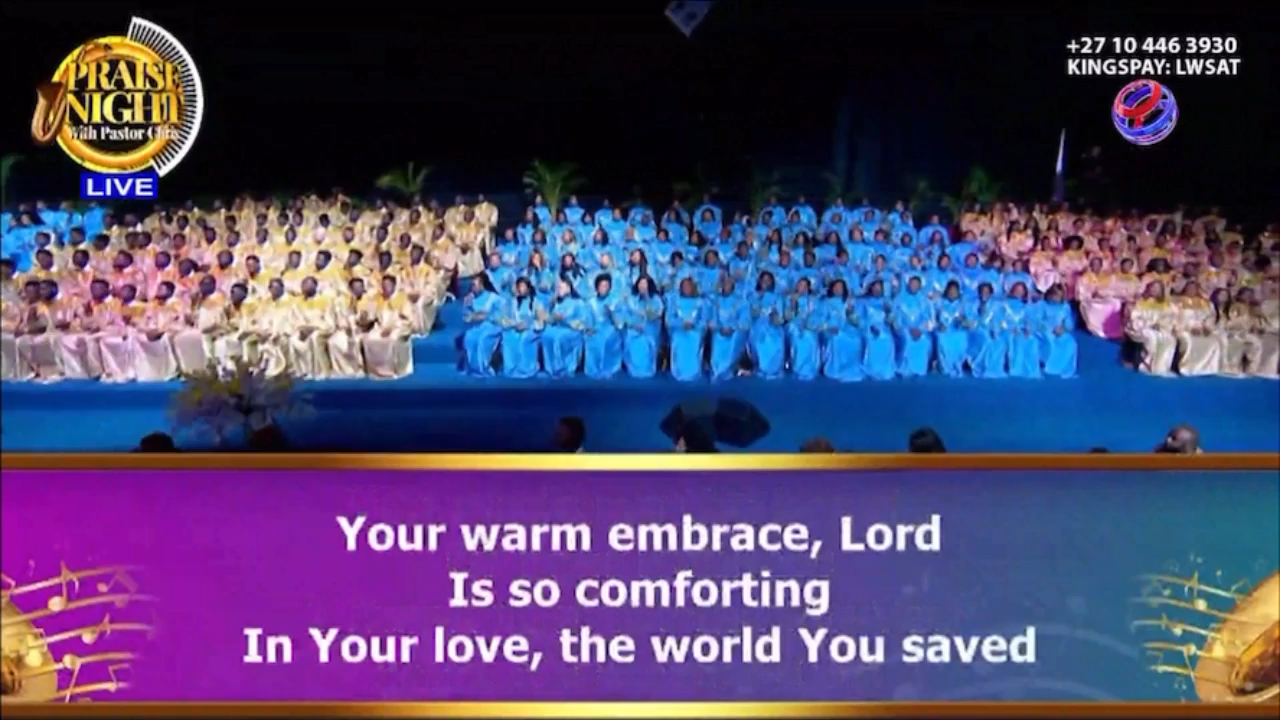 PRAISE
NIGHT
With Pastor Chris
LIVE
+27 10 446 3930
KINGSPAY: LWSAT
Your warm embrace, Lord
Is so comforting
In Your love, the world You saved